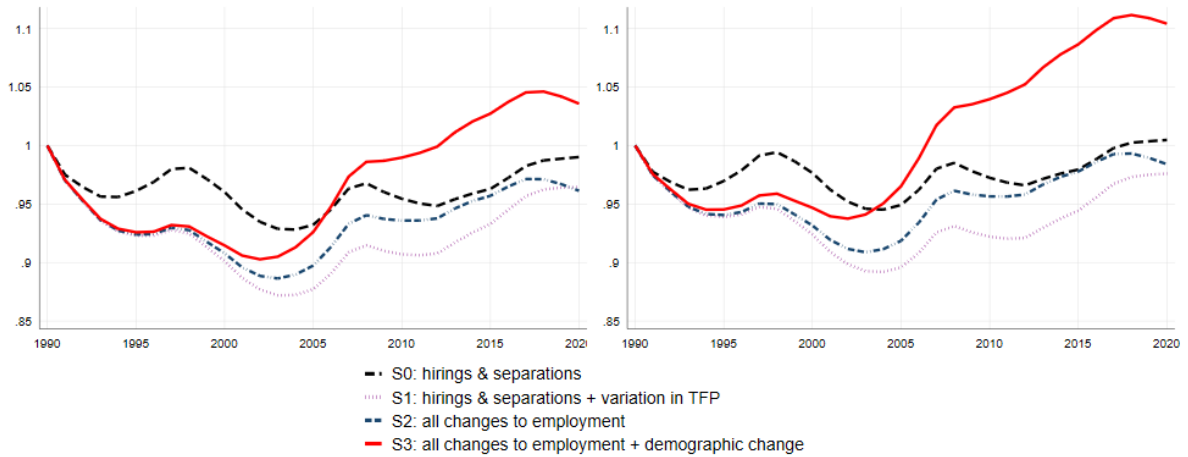 1.1
1.05
1
.95
.9
.85
1990 1995 2000 2005 2010 2015 2020
1.1
1.05
1
.95
.9
.85
1990 1995 2000 2005 2010 2015 2020
S0: hirings & separations
S1: hirings & separations + variation in TFP
S2: all changes to employment
S3: all changes to employment + demographic change